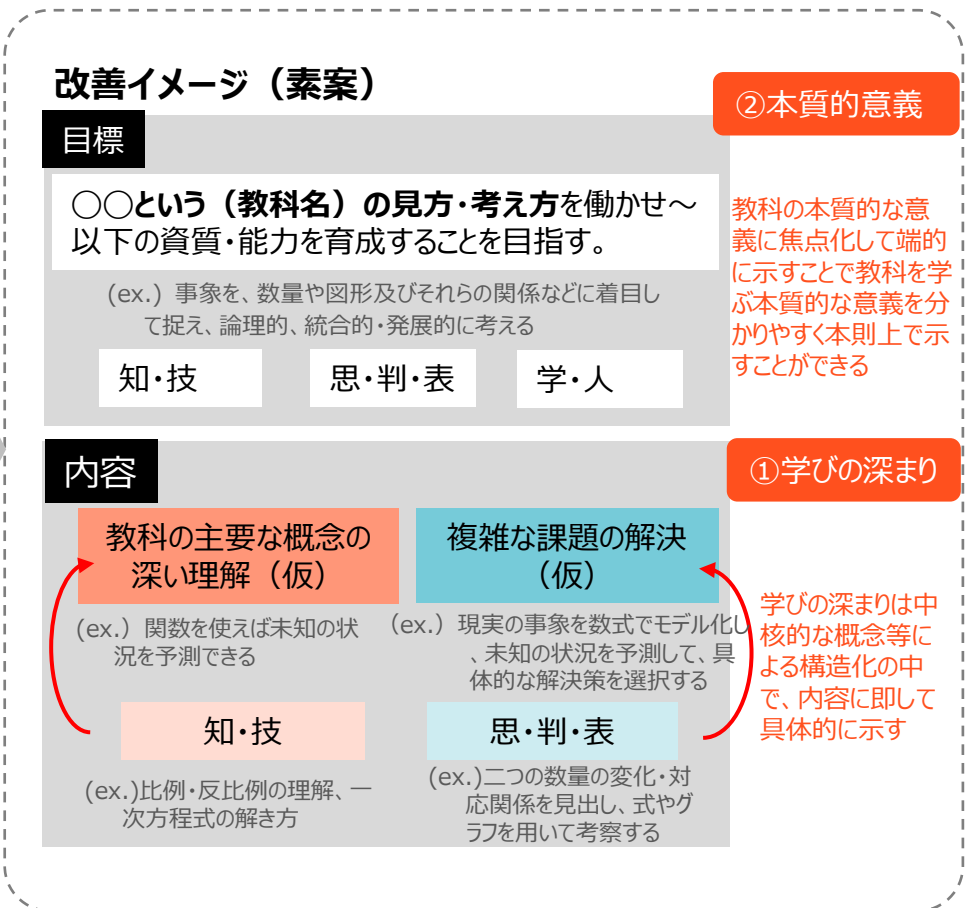 改善イメージ（素案）
②本質的意義
目標
○○という（教科名）の見方・考え方を働かせ～
以下の資質・能力を育成することを目指す。
(ex.) 事象を、数量や図形及びそれらの関係などに着目し
て捉え、論理的、統合的・発展的に考える
知・技
思・判・表
学・人
教科の本質的な意
義に焦点化して端的
に示すことで教科を学
ぶ本質的な意義を分
かりやすく本則上で示
すことができる
内容
①学びの深まり
教科の主要な概念の
深い理解（仮）
(ex.) 関数を使えば未知の状
況を予測できる
複雑な課題の解決
（仮）
(ex.) 現実の事象を数式でモデル化し
、未知の状況を予測して、具
体的な解決策を選択する
知・技
(ex.)比例・反比例の理解、一
次方程式の解き方
思・判・表
(ex.)二つの数量の変化・対
応関係を見出し、式やグ
ラフを用いて考察する
学びの深まりは中
核的な概念等に
よる構造化の中
で、内容に即して
具体的に示す